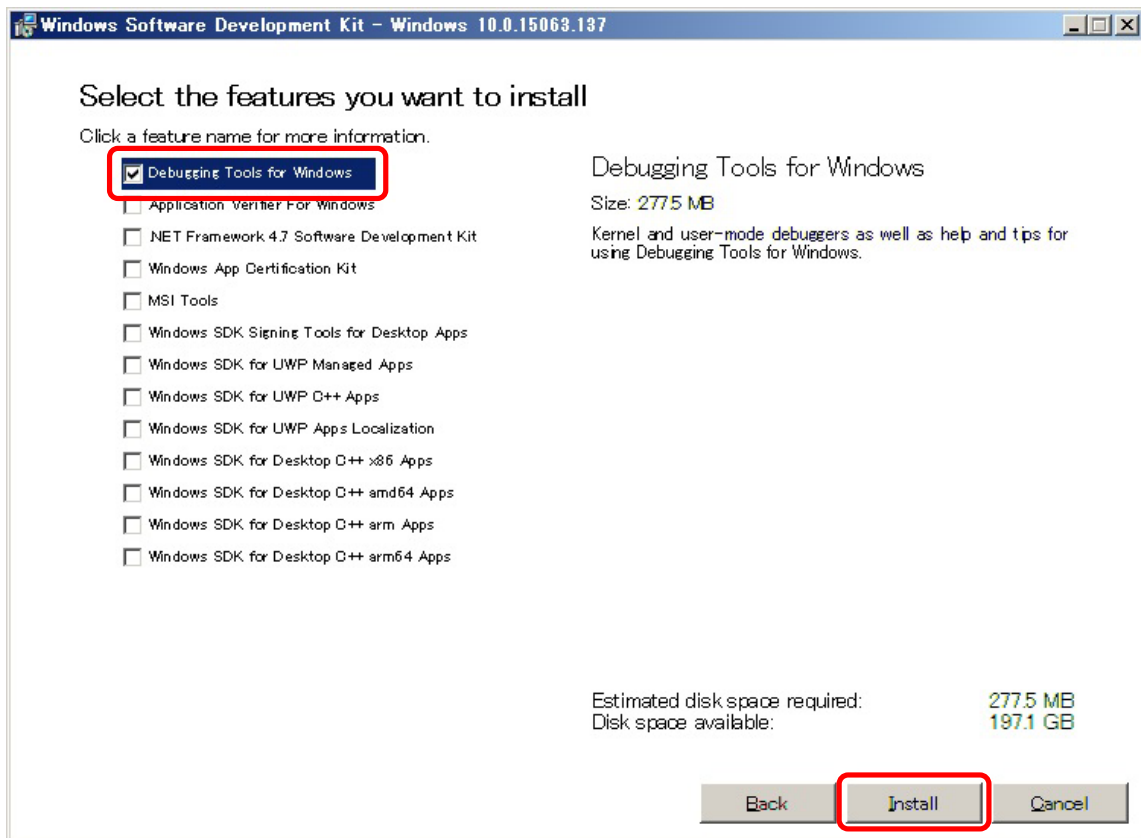 Windows Software Development Kit - Windows 10.0.15063.137
Select the features you want to install
Click a feature name for more information.
Debugging Tools for Windows
Application Verifier For Windows
.NET Framework 4.7 Software Development Kit
Windows App Certification Kit
MSI Tools
Windows SDK Signing Tools for Desktop Apps
Windows SDK for UWP Managed Apps
Windows SDK for UWP C++ Apps
Windows SDK for UWP Apps Localization
Windows SDK for Desktop C++ x86 Apps
Windows SDK for Desktop C++ amd64 Apps
Windows SDK for Desktop C++ arm Apps
Windows SDK for Desktop C++ arm64 Apps
Debugging Tools for Windows
Size: 277.5 MB
Kernel and user-mode debuggers as well as help and tips for
using Debugging Tools for Windows.
Estimated disk space required: 277.5 MB
Disk space available: 197.1 GB
Back Install Cancel